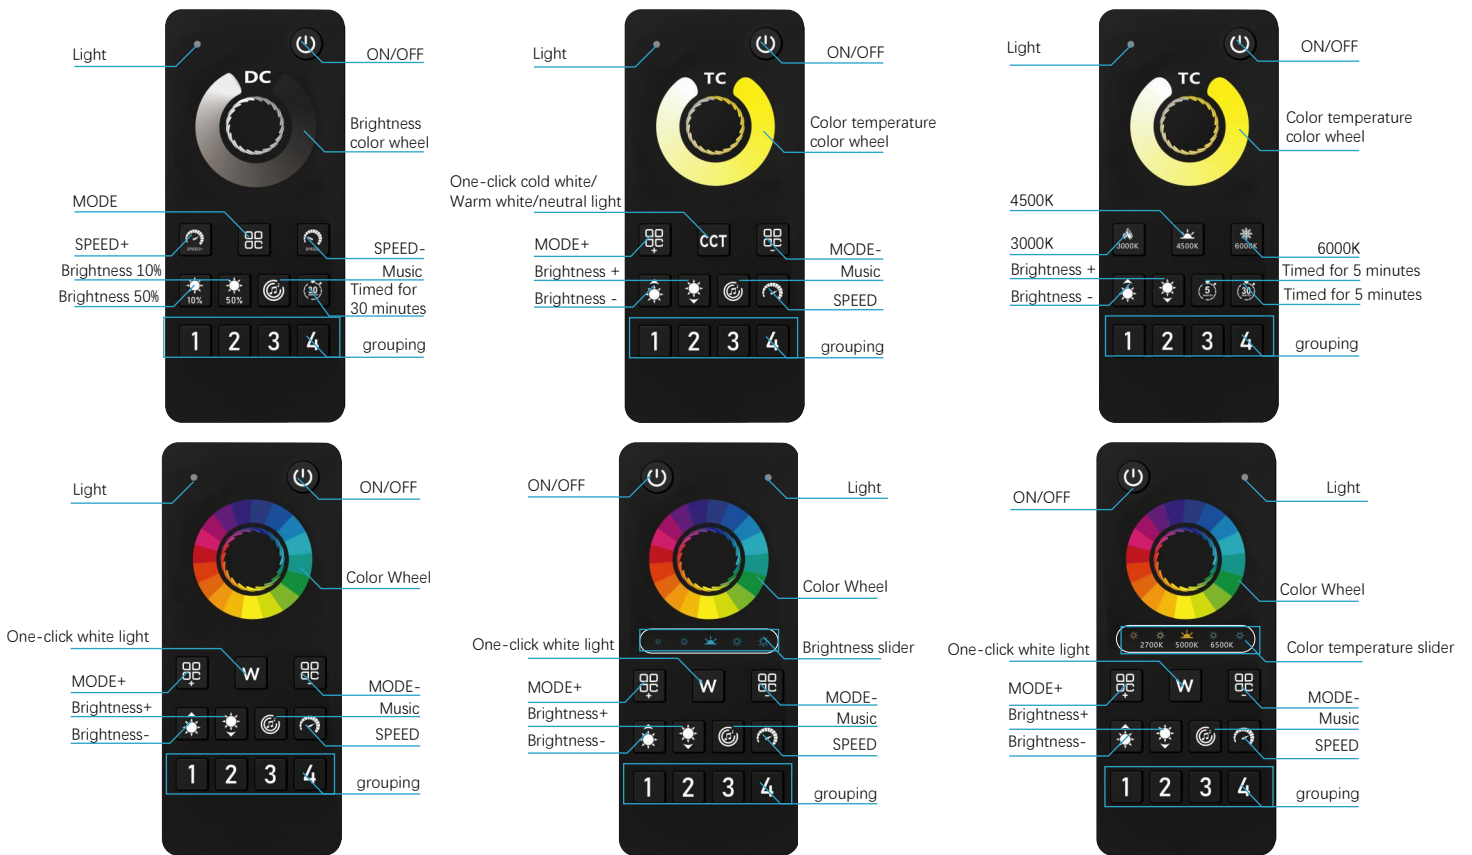 Light
ON/OFF
DC
Brightness
color wheel
MODE
SPEED+
SPEED-
SPEED+
SPEED-
Brightness 10%
Music
Brightness 50%
10%
50%
30
Timed for
30 minutes
1 2 3 4
grouping
Light
ON/OFF
TC
Color temperature
color wheel
One-click cold white/
Warm white/neutral light
CCT
MODE+
MODE-
Brightness +
Music
Brightness -
SPEED
1 2 3 4
grouping
Light
ON/OFF
TC
Color temperature
color wheel
4500K
3000K
4500K
6000K
3000K
6000K
Brightness +
Timed for 5 minutes
Brightness -
5
30
Timed for 5 minutes
1 2 3 4
grouping
Light
ON/OFF
Color Wheel
One-click white light
W
MODE+
MODE-
Brightness+
Music
Brightness-
SPEED
1 2 3 4
grouping
ON/OFF
Light
Color Wheel
One-click white light
Brightness slider
W
MODE+
MODE-
Brightness+
Music
Brightness-
SPEED
1 2 3 4
grouping
ON/OFF
Light
Color Wheel
2700K 5000K 6500K
One-click white light
Color temperature slider
W
MODE+
MODE-
Brightness+
Music
Brightness-
SPEED
1 2 3 4
grouping